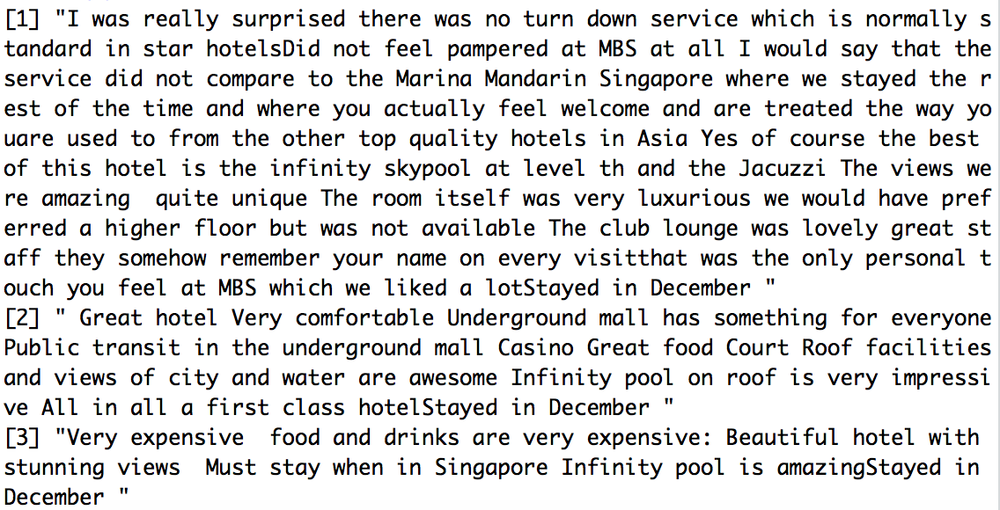 [1] "I was really surprised there was no turn down service which is normally s
tandard in star hotelsDid not feel pampered at MBS at all I would say that the
service did not compare to the Marina Mandarin Singapore where we stayed the r
est of the time and where you actually feel welcome and are treated the way yo
uare used to from the other top quality hotels in Asia Yes of course the best
of this hotel is the infinity skypool at level th and the Jacuzzi The views we
re amazing  quite unique The room itself was very luxurious we would have pref
erred a higher floor but was not available The club lounge was lovely great st
aff they somehow remember your name on every visitthat was the only personal t
ouch you feel at MBS which we liked a lotStayed in December "
[2] " Great hotel Very comfortable Underground mall has something for everyone
Public transit in the underground mall Casino Great food Court Roof facilities
and views of city and water are awesome Infinity pool on roof is very impressi
ve All in all a first class hotelStayed in December "
[3] "Very expensive  food and drinks are very expensive: Beautiful hotel with
stunning views  Must stay when in Singapore Infinity pool is amazingStayed in
December "